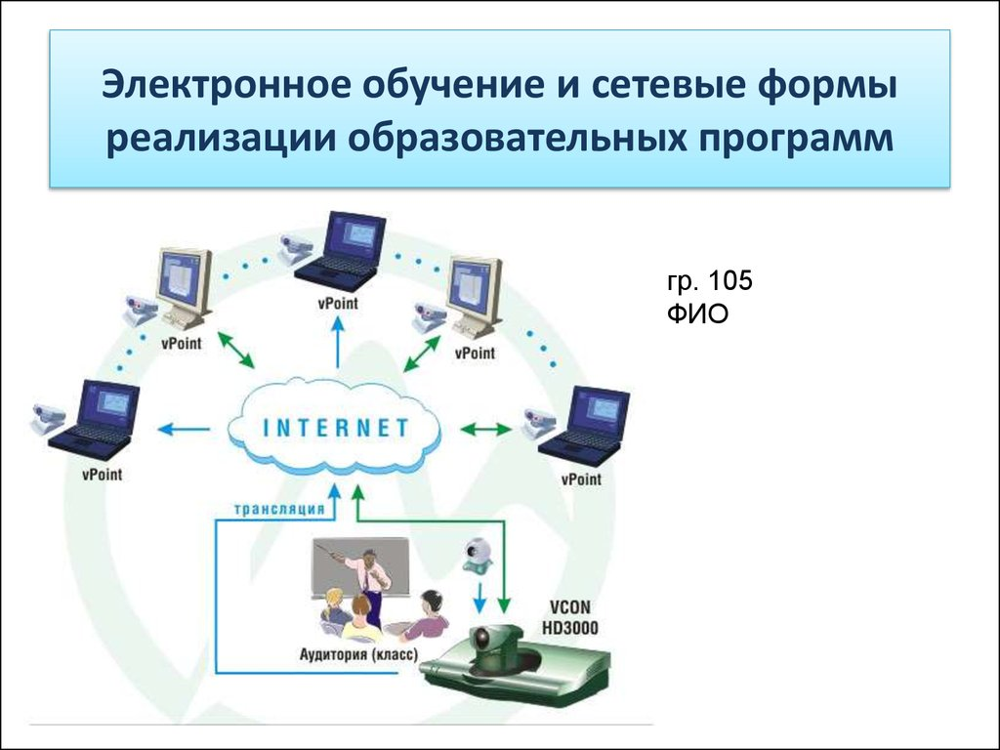 Электронное обучение и сетевые формы
реализации образовательных программ
гр. 105
ФИО
vPoint
vPoint
vPoint
INTERNET
vPoint
vPoint
трансляция
VCON
HD3000
Аудитория (класс)